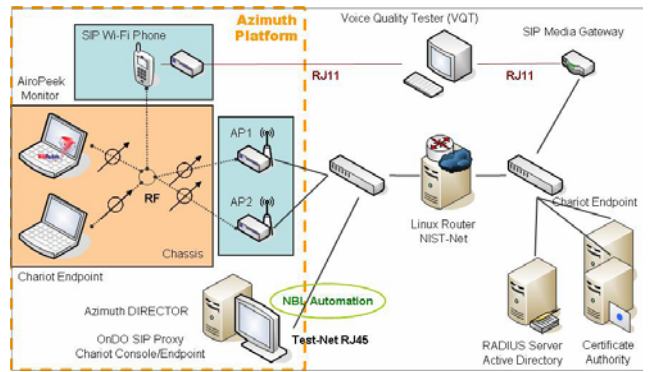 Azimuth
Platform
SIP Wi-Fi Phone
Voice Quality Tester (VQT)
SIP Media Gateway
RJ11
RJ11
AiroPeek
Monitor
AP1
AP2
RF
Chassis
Chariot Endpoint
Linux Router
NIST-Net
Chariot Endpoint
Azimuth DIRECTOR
OnDO SIP Proxy
Chariot Console/Endpoint
NBL Automation
Test-Net RJ45
RADIUS Server
Active Directory
Certificate
Authority